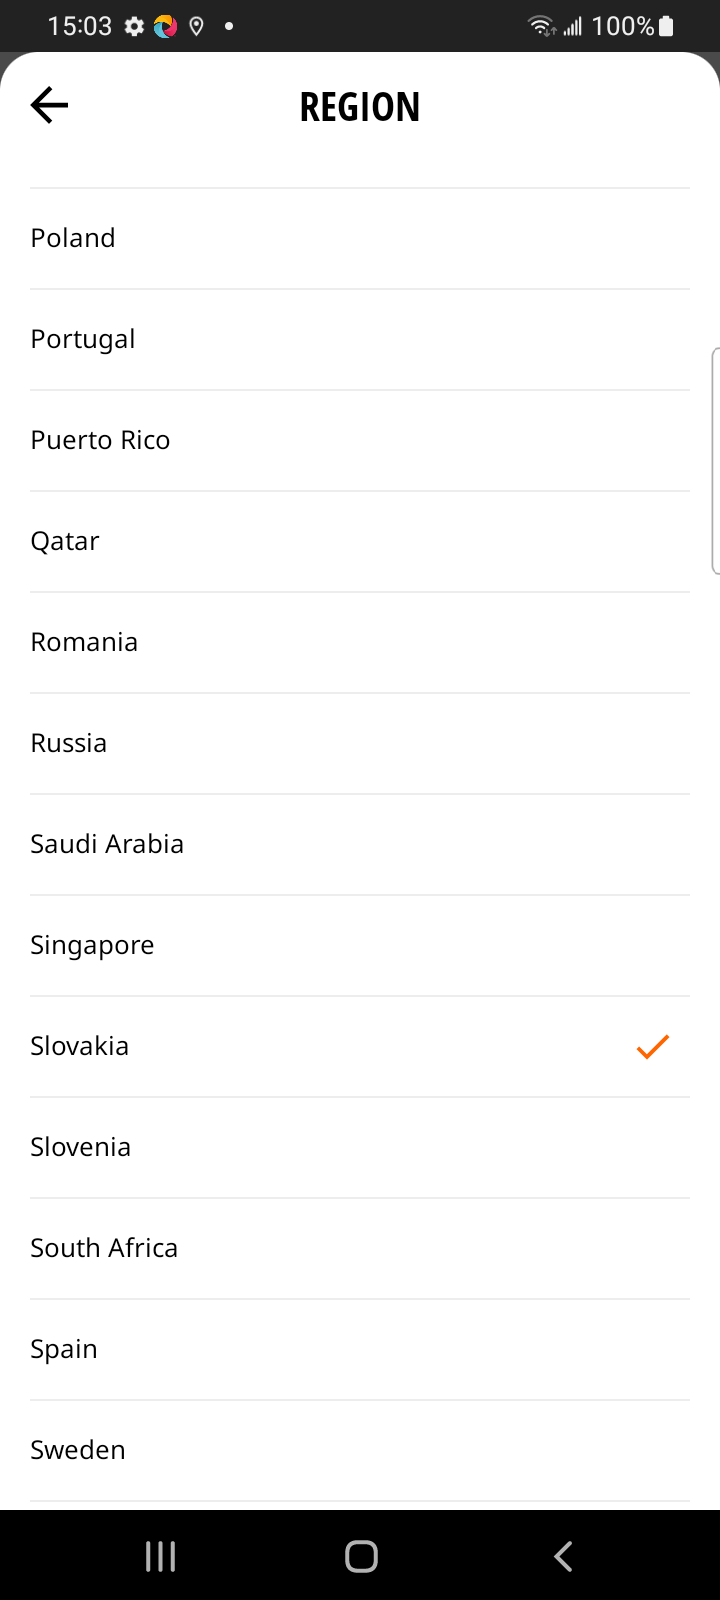 15:03 100%
REGION
Poland
Portugal
Puerto Rico
Qatar
Romania
Russia
Saudi Arabia
Singapore
Slovakia
Slovenia
South Africa
Spain
Sweden